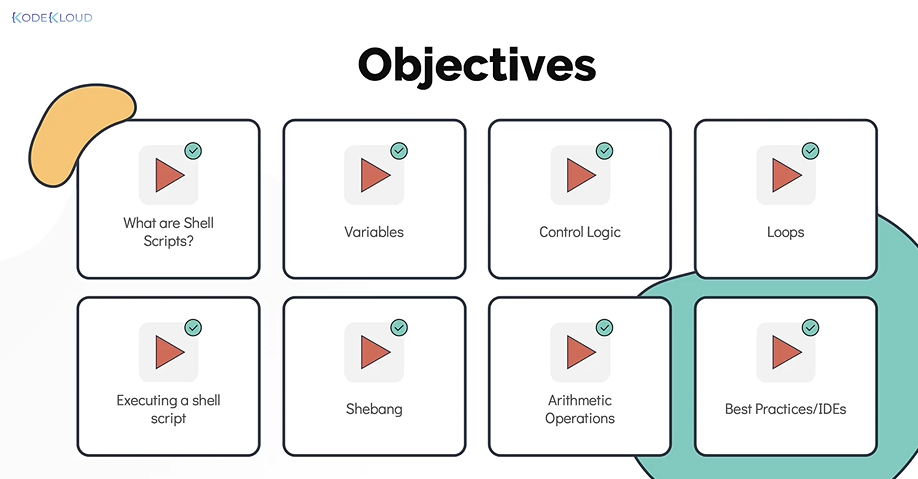 KODEKLOUD
Objectives
What are Shell
Scripts?
Variables
Control Logic
Loops
Executing a shell
script
Shebang
Arithmetic
Operations
Best Practices/IDEs